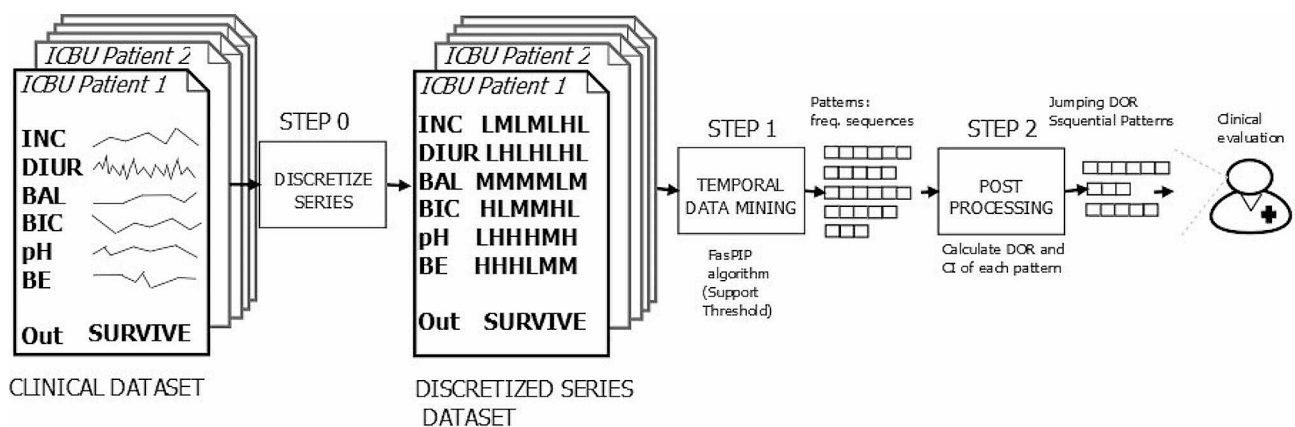 ICBU Patient 2
ICBU Patient 1
INC
DIUR
BAL
BIC
pH
BE
Out SURVIVE
CLINICAL DATASET
STEP 0
DISCRETIZE
SERIES
ICBU Patient 2
ICBU Patient 1
INC LMLMLHL
DIUR LHLHLHL
BAL MMMMLM
BIC HLMMHL
pH LHHHMH
BE HHHLMM
Out SURVIVE
DISCRETIZED SERIES
DATASET
STEP 1
TEMPORAL
DATA MINING
FasPIP
algorithm
(Support
Threshold)
Patterns:
freq. sequences
STEP 2
POST
PROCESSING
Calculate DOR and
CI of each pattern
Jumping DOR
Ssquential Patterns
Clinical
evaluation